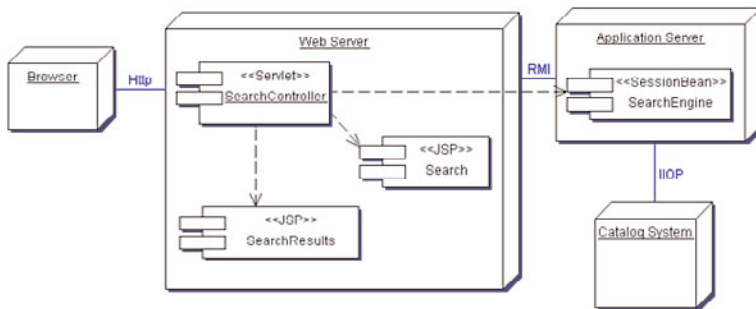 Web Server
Application Server
Browser
Http
<<Servlet>>
SearchController
RMI
<<SessionBean>>
SearchEngine
<<JSP>>
Search
IIOP
<<JSP>>
SearchResults
Catalog System